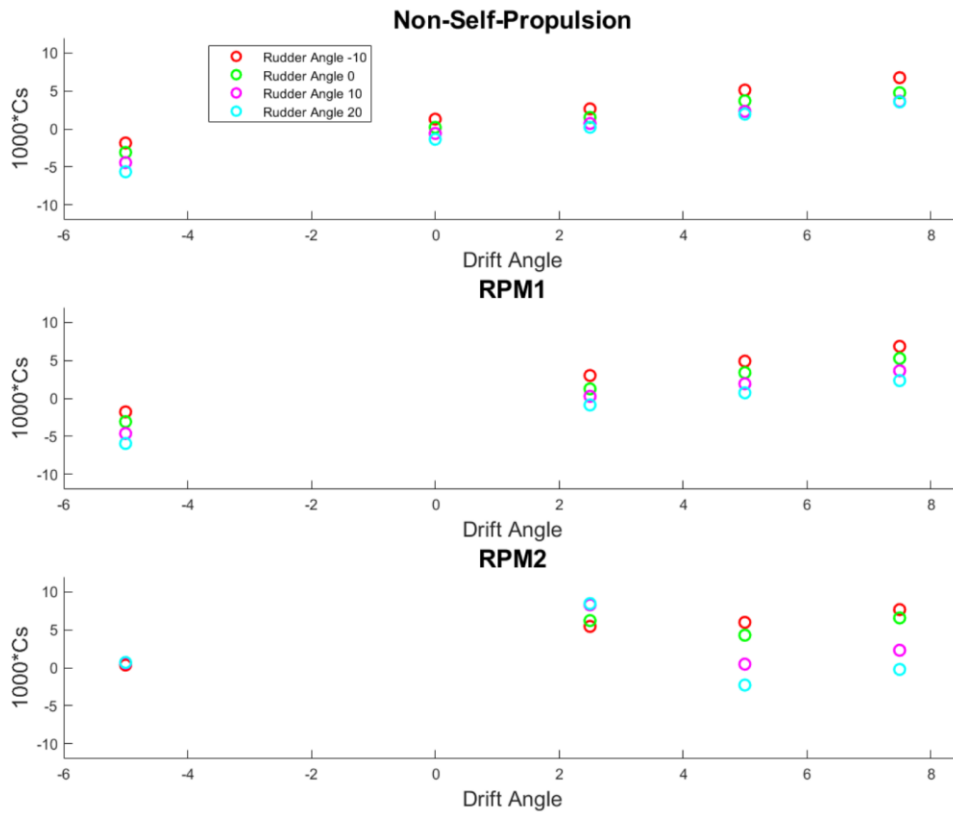 Non-Self-Propulsion
10
5
0
-5
-10
1000*Cs
Rudder Angle -10
Rudder Angle 0
Rudder Angle 10
Rudder Angle 20
-6 -4 -2 0 2 4 6 8
Drift Angle
RPM1
10
5
0
-5
-10
1000*Cs
-6 -4 -2 0 2 4 6 8
Drift Angle
RPM2
10
5
0
-5
-10
1000*Cs
-6 -4 -2 0 2 4 6 8
Drift Angle